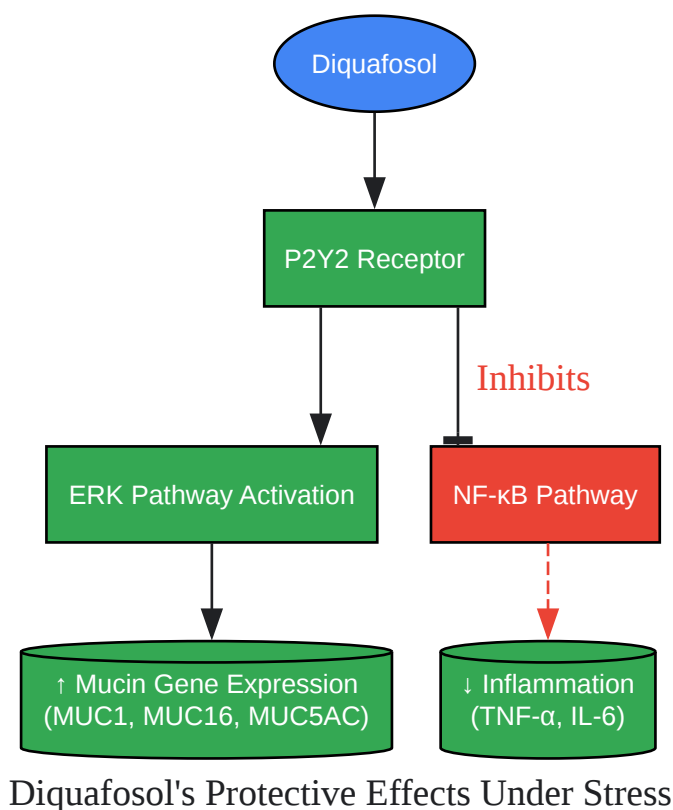 Diquafosol
P2Y2 Receptor
Inhibits
ERK Pathway Activation
NF-κB Pathway
↑ Mucin Gene Expression
(MUC1, MUC16, MUC5AC)
↓ Inflammation
(TNF-α, IL-6)
Diquafosol's Protective Effects Under Stress